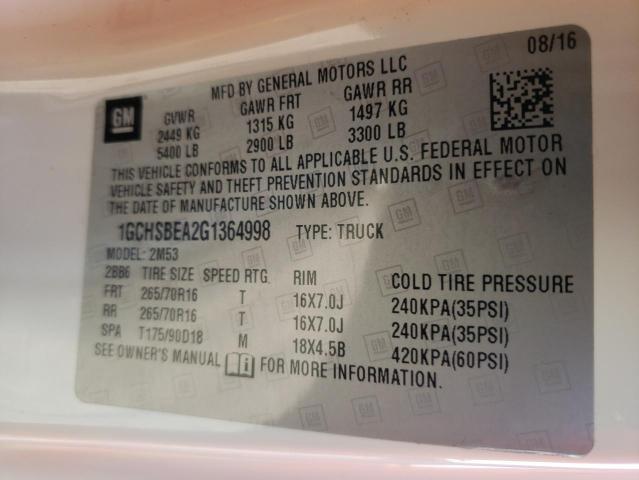 08/16
MFD BY GENERAL MOTORS LLC
GM
GVWR GAWR FRT GAWR RR
2449 KG 1315 KG 1497 KG
5400 LB 2900 LB 3300 LB
THIS VEHICLE CONFORMS TO ALL APPLICABLE U.S. FEDERAL MOTOR
VEHICLE SAFETY AND THEFT PREVENTION STANDARDS IN EFFECT ON
THE DATE OF MANUFACTURE SHOWN ABOVE.
1GCHSBEA2G1364998 TYPE: TRUCK
MODEL: 2M53
2BB6 TIRE SIZE SPEED RTG. RIM COLD TIRE PRESSURE
FRT 265/70R16 T 16X7.0J 240KPA(35PSI)
RR 265/70R16 T 16X7.0J 240KPA(35PSI)
SPA T175/90D18 M 18X4.5B 420KPA(60PSI)
SEE OWNER'S MANUAL i FOR MORE INFORMATION.